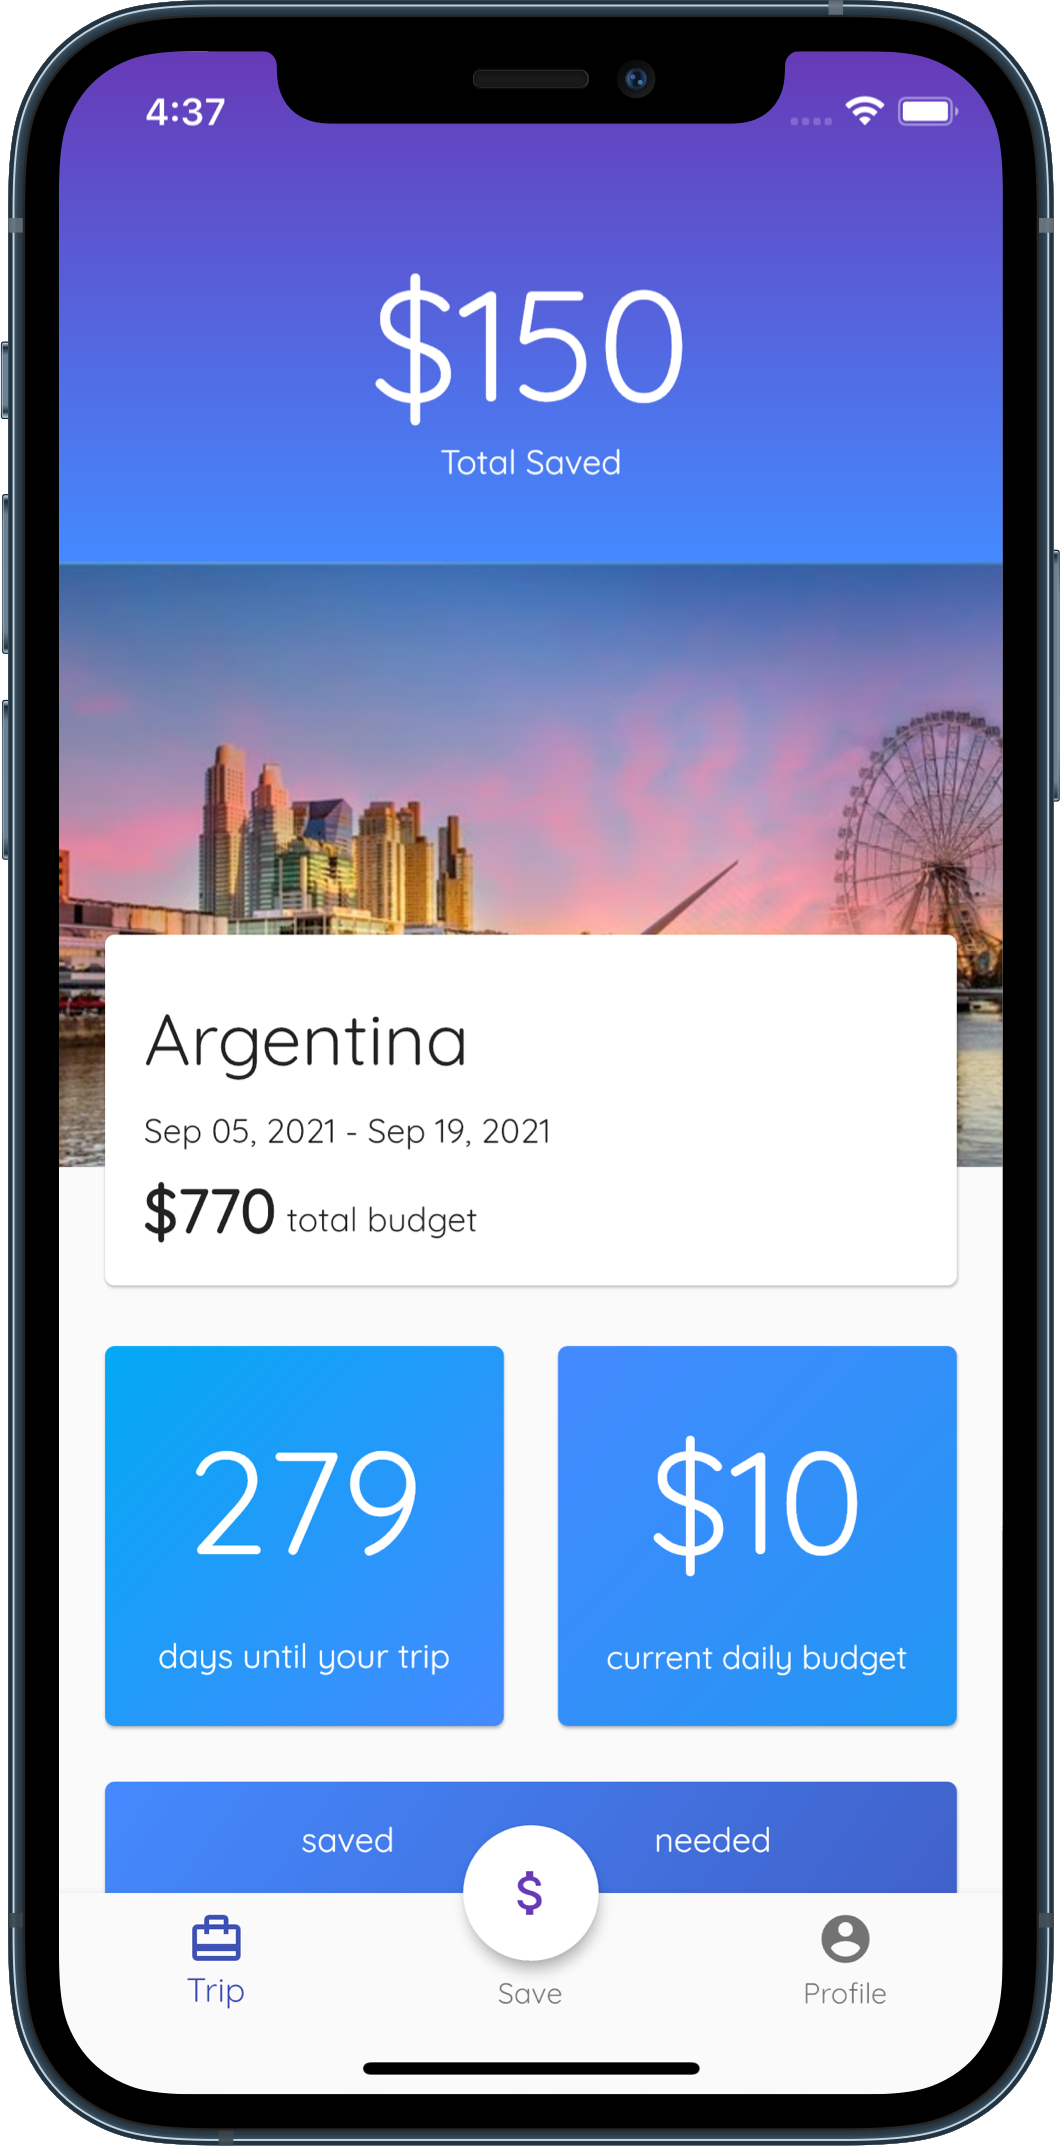 4:37
$150
Total Saved
Argentina
Sep 05, 2021 - Sep 19, 2021
$770 total budget
279
days until your trip
$10
current daily budget
saved
needed
$
Trip
Save
Profile